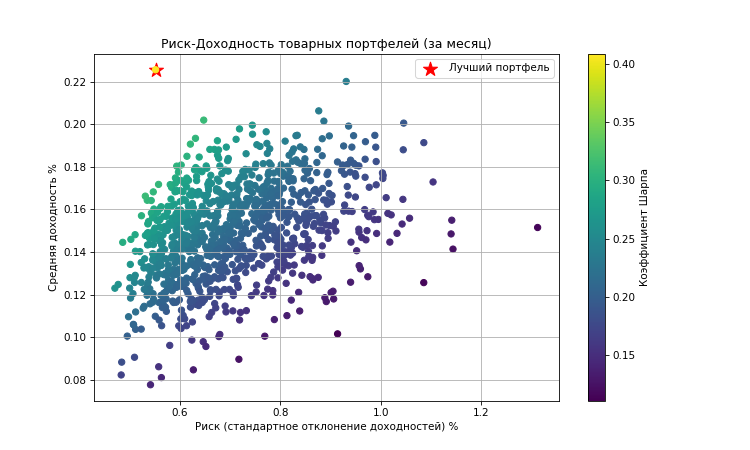 Риск-Доходность товарных портфелей (за месяц)
Лучший портфель
Средняя доходность %
0.22
0.20
0.18
0.16
0.14
0.12
0.10
0.08
0.6 0.8 1.0 1.2
Риск (стандартное отклонение доходностей) %
0.40
0.35
0.30
0.25
0.20
0.15
Коэффициент Шарпа